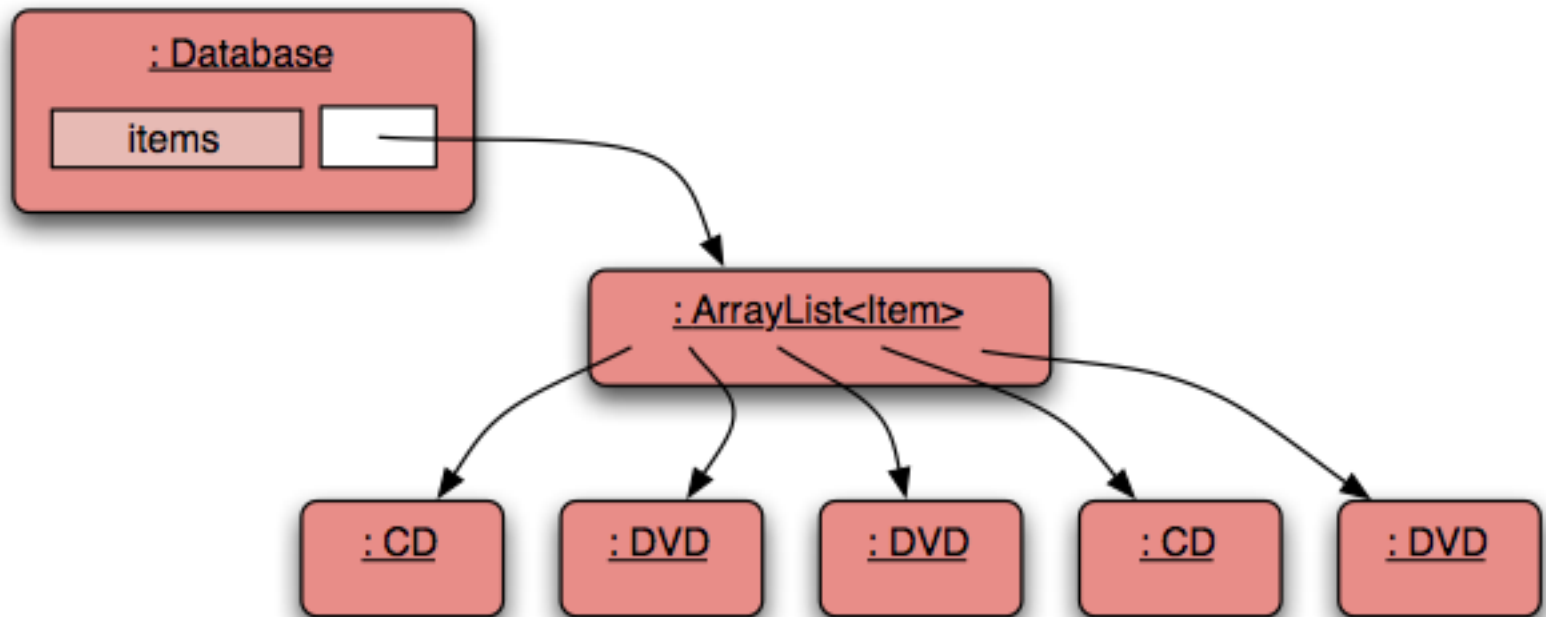 : Database
items
: ArrayList<Item>
: CD
: DVD
: DVD
: CD
: DVD